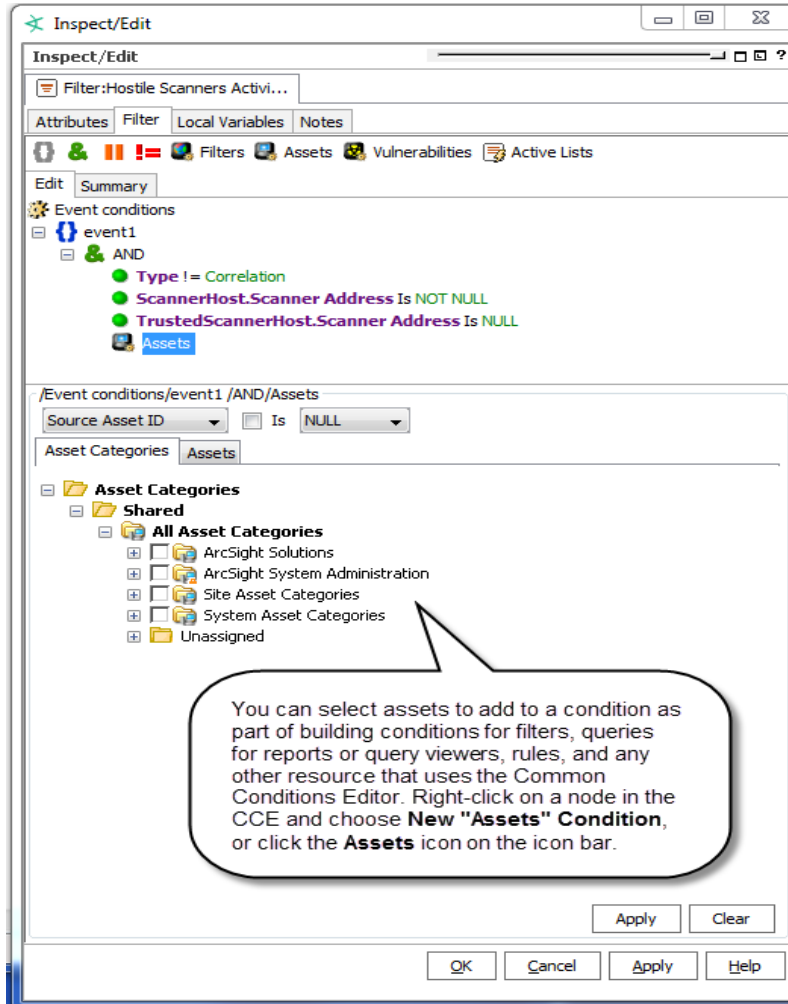 Inspect/Edit
Inspect/Edit
?
Filter:Hostile Scanners Activi...
Attributes Filter Local Variables Notes
{} & || != Filters Assets Vulnerabilities Active Lists
Edit Summary
Event conditions
{} event1
& AND
Type != Correlation
ScannerHost.Scanner Address Is NOT NULL
TrustedScannerHost.Scanner Address Is NULL
Assets
/Event conditions/event1 /AND/Assets
Source Asset ID Is NULL
Asset Categories Assets
Asset Categories
Shared
All Asset Categories
ArcSight Solutions
ArcSight System Administration
Site Asset Categories
System Asset Categories
Unassigned
You can select assets to add to a condition as
part of building conditions for filters, queries
for reports or query viewers, rules, and any
other resource that uses the Common
Conditions Editor. Right-click on a node in the
CCE and choose New "Assets" Condition,
or click the Assets icon on the icon bar.
Apply Clear
OK Cancel Apply Help